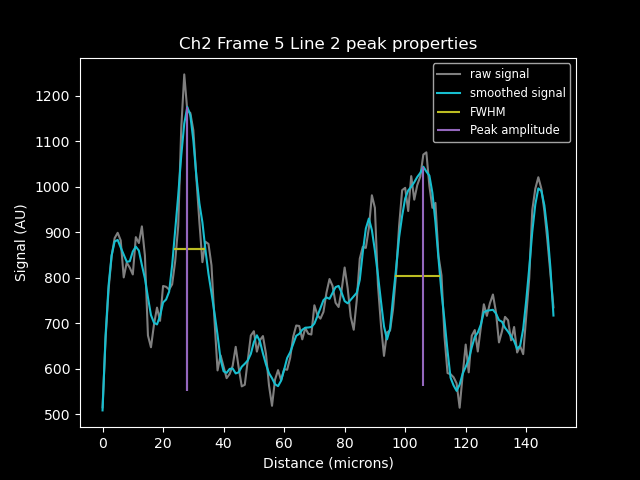 Ch2 Frame 5 Line 2 peak properties
raw signal
smoothed signal
FWHM
Peak amplitude
Signal (AU)
1200
1100
1000
900
800
700
600
500
0 20 40 60 80 100 120 140
Distance (microns)